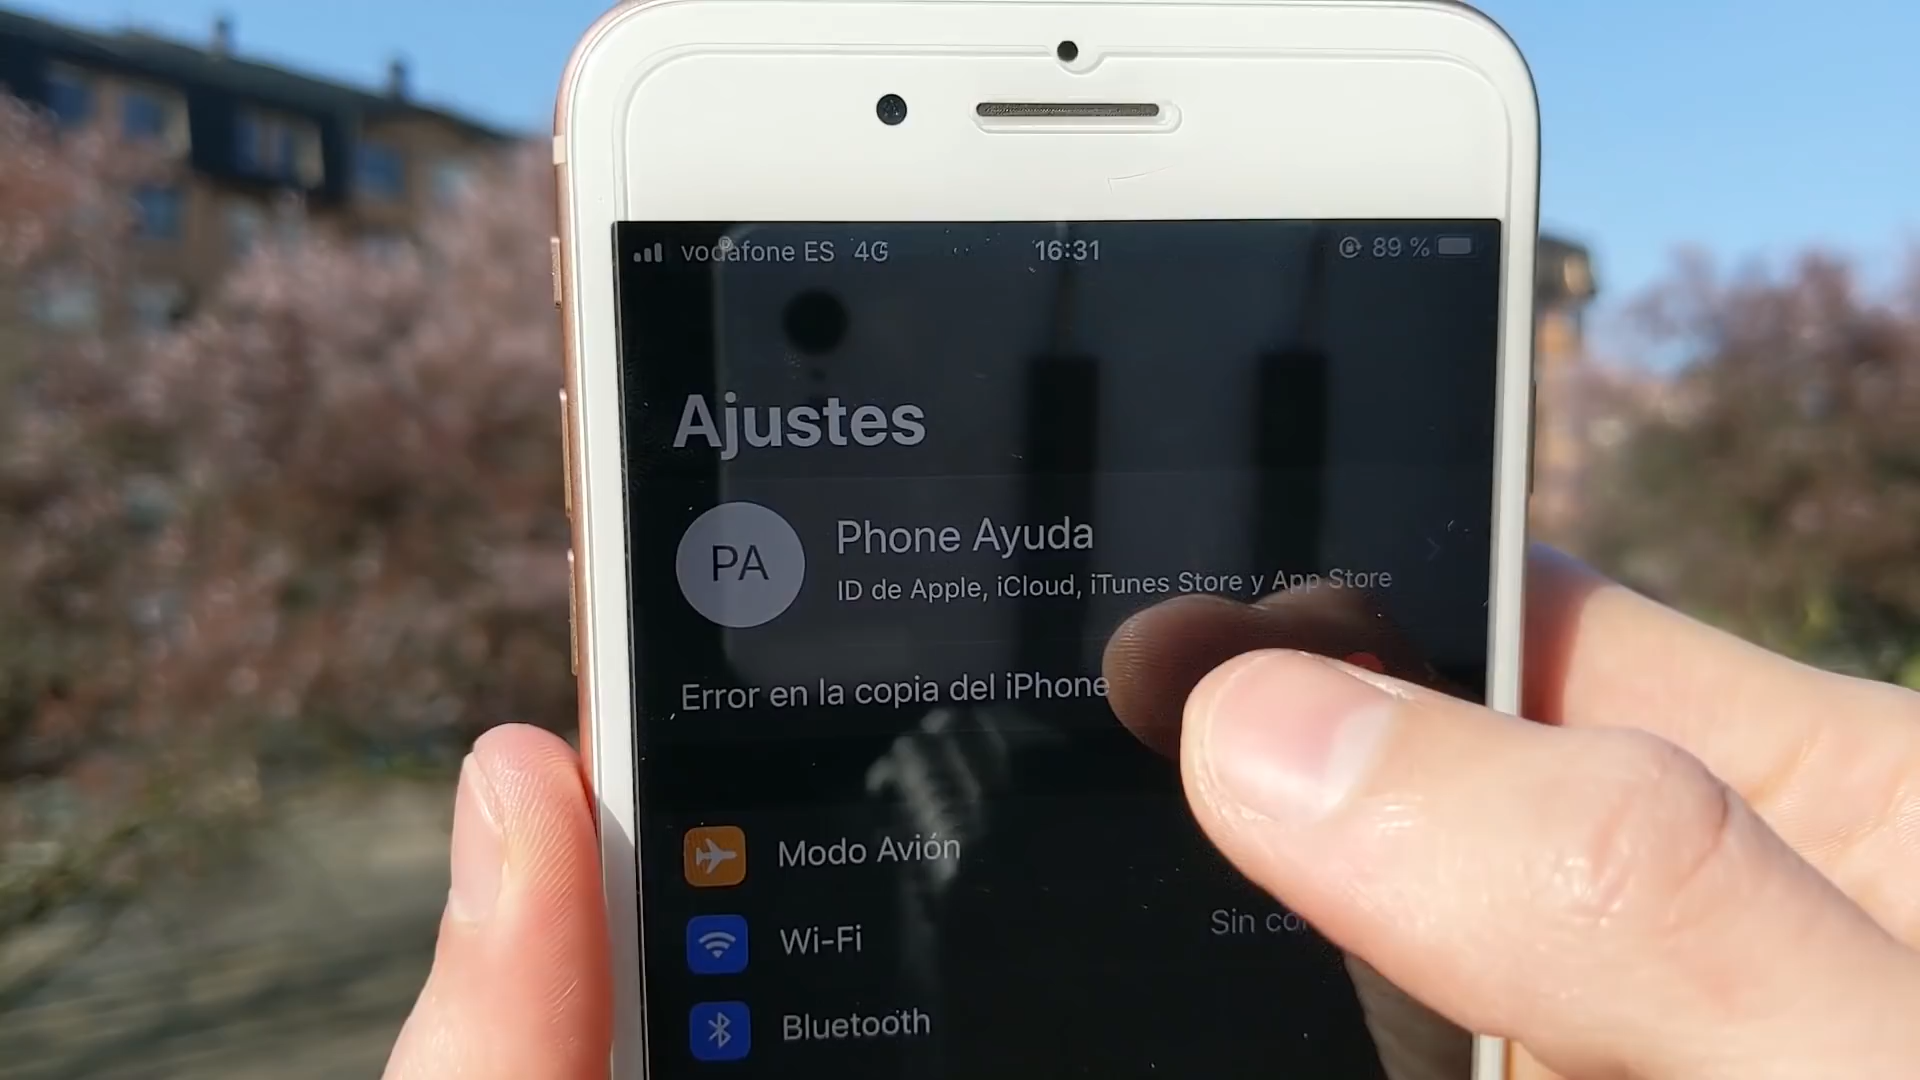 vodafone ES 4G 16:31 89 %
Ajustes
PA
Phone Ayuda
ID de Apple, iCloud, iTunes Store y App Store
Error en la copia del iPhone
Modo Avión
Wi-Fi Sin
Bluetooth